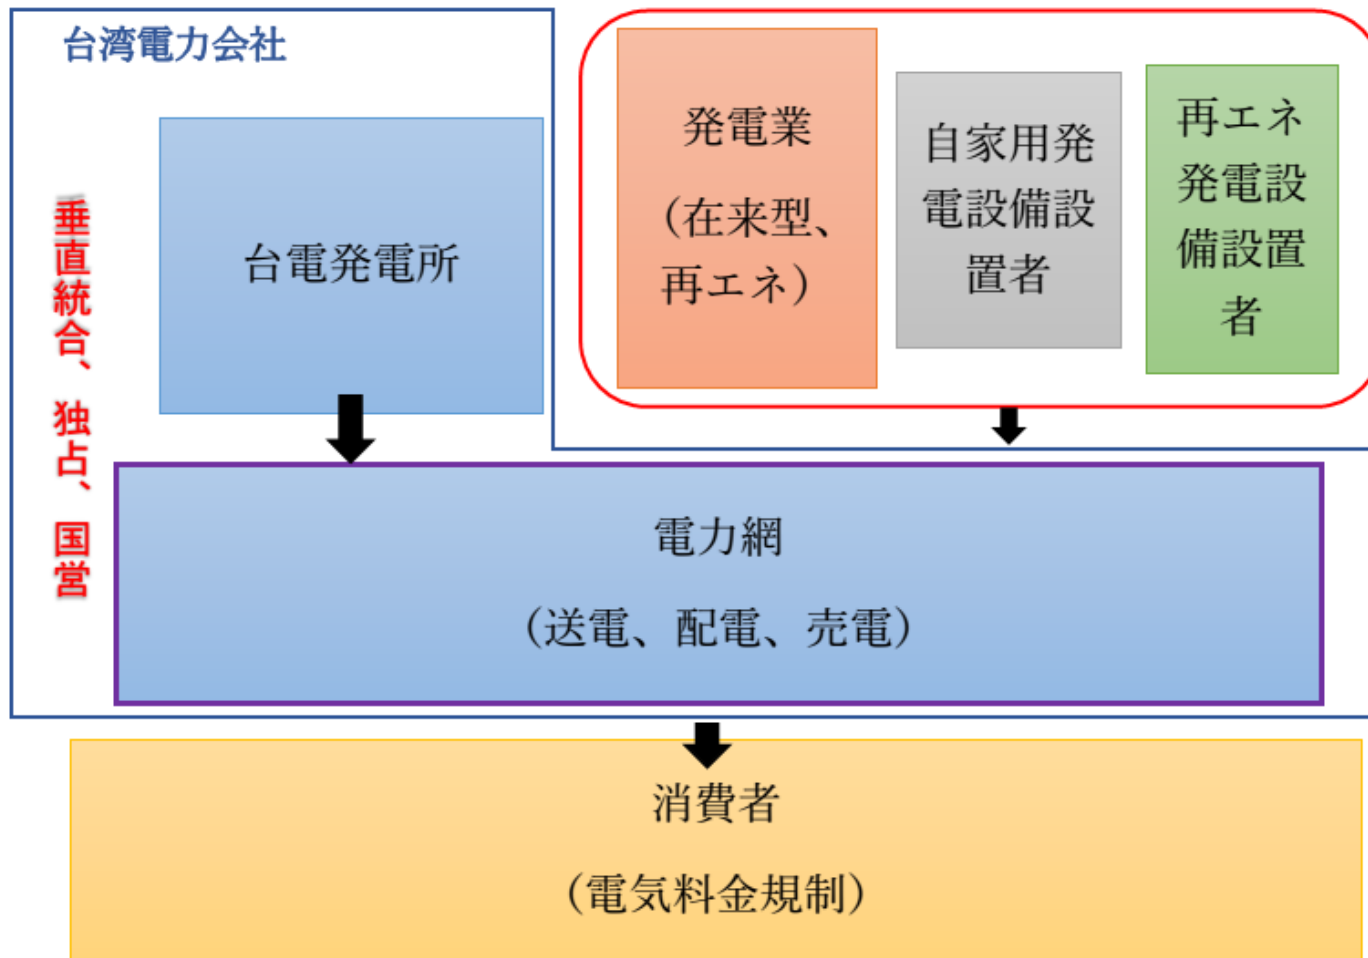 台湾電力会社
垂直統合、独占、国営
台電発電所
発電業
（在来型、
再エネ）
自家用発
電設備設
置者
再エネ
発電設
備設置
者
電力網
（送電、配電、売電）
消費者
（電気料金規制）